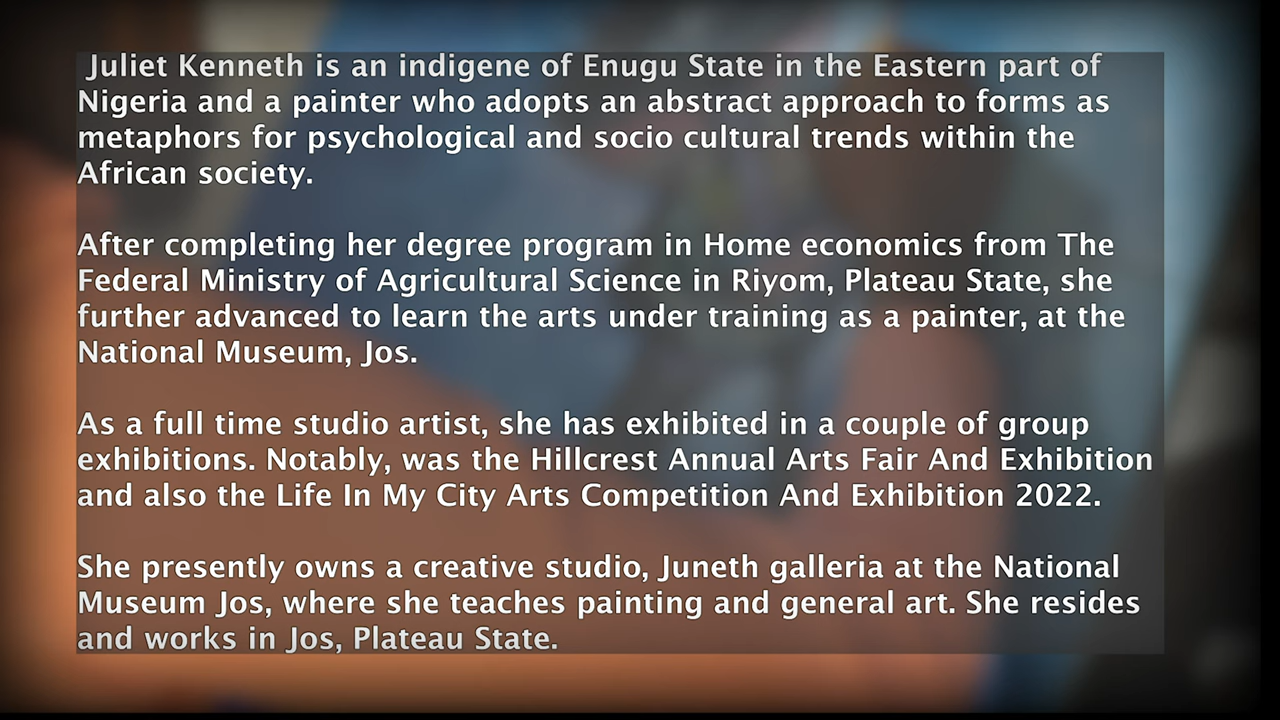 Juliet Kenneth is an indigene of Enugu State in the Eastern part of
Nigeria and a painter who adopts an abstract approach to forms as
metaphors for psychological and socio cultural trends within the
African society.
After completing her degree program in Home economics from The
Federal Ministry of Agricultural Science in Riyom, Plateau State, she
further advanced to learn the arts under training as a painter, at the
National Museum, Jos.
As a full time studio artist, she has exhibited in a couple of group
exhibitions. Notably, was the Hillcrest Annual Arts Fair And Exhibition
and also the Life In My City Arts Competition And Exhibition 2022.
She presently owns a creative studio, Juneth galleria at the National
Museum Jos, where she teaches painting and general art. She resides
and works in Jos, Plateau State.